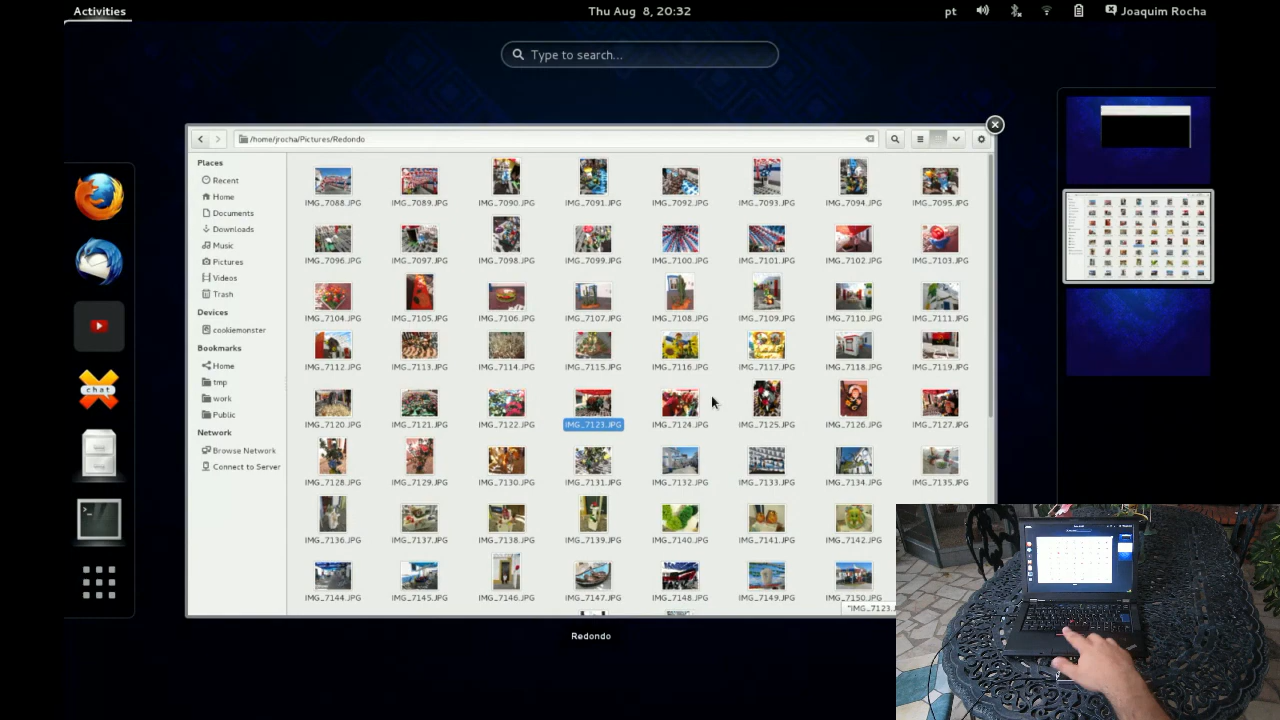 Activities
Thu Aug 8, 20:32
pt
Joaquim Rocha
Type to search...
/home/jrocha/Pictures/Redondo
Places
Recent
Home
Documents
Downloads
Music
Pictures
Videos
Trash
Devices
cookiemonster
Bookmarks
Home
tmp
work
Public
Network
Browse Network
Connect to Server
chat
IMG_7088.JPG IMG_7089.JPG IMG_7090.JPG IMG_7091.JPG IMG_7092.JPG IMG_7093.JPG IMG_7094.JPG IMG_7095.JPG
IMG_7096.JPG IMG_7097.JPG IMG_7098.JPG IMG_7099.JPG IMG_7100.JPG IMG_7101.JPG IMG_7102.JPG IMG_7103.JPG
IMG_7104.JPG IMG_7105.JPG IMG_7106.JPG IMG_7107.JPG IMG_7108.JPG IMG_7109.JPG IMG_7110.JPG IMG_7111.JPG
IMG_7112.JPG IMG_7113.JPG IMG_7114.JPG IMG_7115.JPG IMG_7116.JPG IMG_7117.JPG IMG_7118.JPG IMG_7119.JPG
IMG_7120.JPG IMG_7121.JPG IMG_7122.JPG IMG_7123.JPG IMG_7124.JPG IMG_7125.JPG IMG_7126.JPG IMG_7127.JPG
IMG_7128.JPG IMG_7129.JPG IMG_7130.JPG IMG_7131.JPG IMG_7132.JPG IMG_7133.JPG IMG_7134.JPG IMG_7135.JPG
IMG_7136.JPG IMG_7137.JPG IMG_7138.JPG IMG_7139.JPG IMG_7140.JPG IMG_7141.JPG IMG_7142.JPG
IMG_7144.JPG IMG_7145.JPG IMG_7146.JPG IMG_7147.JPG IMG_7148.JPG IMG_7149.JPG IMG_7150.JPG
"IMG_7123.J
Redondo